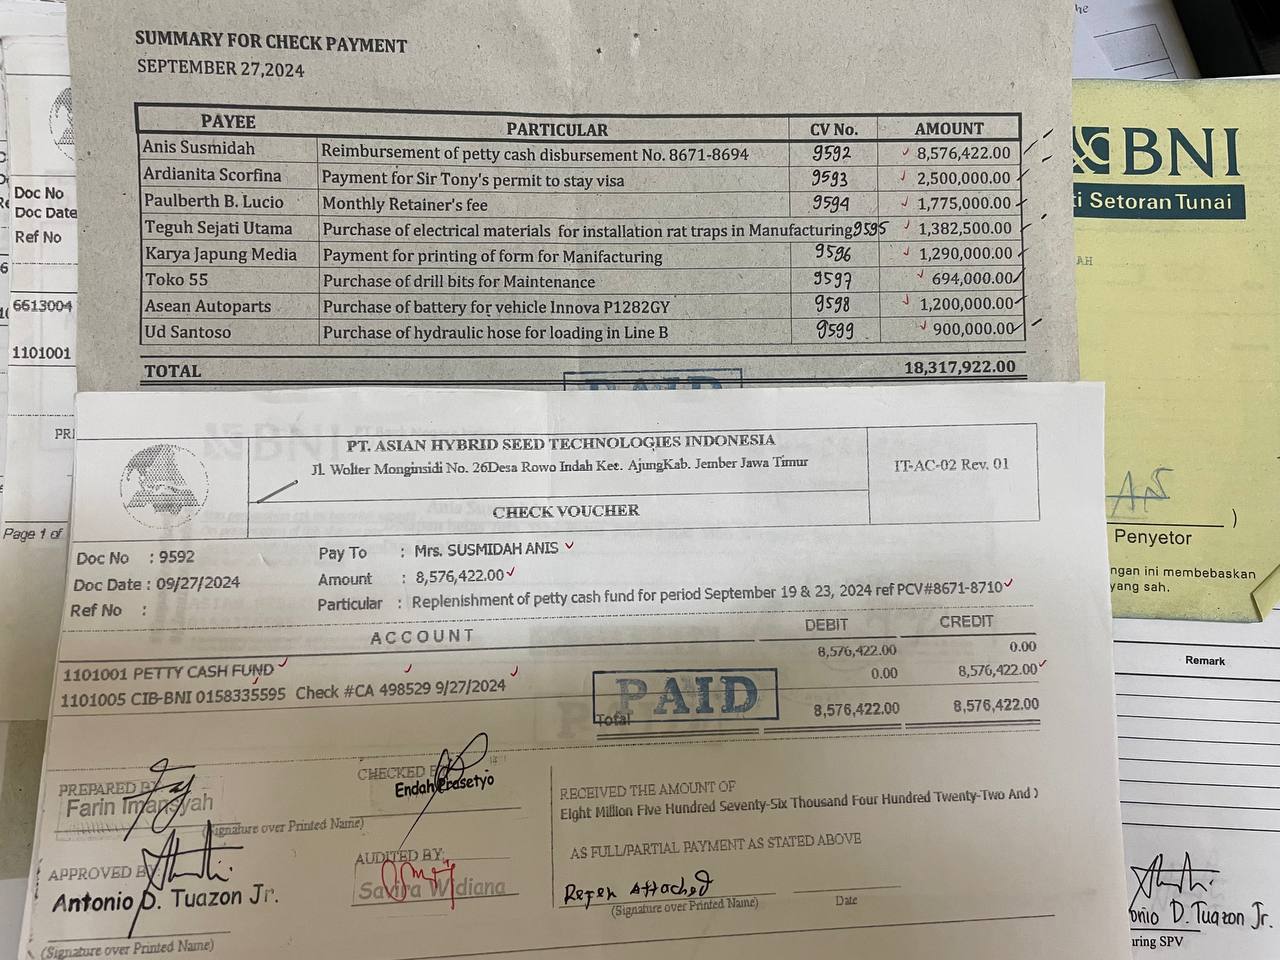 SUMMARY FOR CHECK PAYMENT
SEPTEMBER 27,2024
PAYEE PARTICULAR CV No. AMOUNT
Anis Susmidah Reimbursement of petty cash disbursement No. 8671-8694 9592 8,576,422.00
Ardianita Scorfina Payment for Sir Tony's permit to stay visa 9593 2,500,000.00
Paulberth B. Lucio Monthly Retainer's fee 9594 1,775,000.00
Teguh Sejati Utama Purchase of electrical materials for installation rat traps in Manufacturing 9595 1,382,500.00
Karya Japung Media Payment for printing of form for Manifacturing 9596 1,290,000.00
Toko 55 Purchase of drill bits for Maintenance 9597 694,000.00
Asean Autoparts Purchase of battery for vehicle Innova P1282GY 9598 1,200,000.00
Ud Santoso Purchase of hydraulic hose for loading in Line B 9599 900,000.00
TOTAL 18,317,922.00
PAID
Doc No
Doc Date
Ref No
6613004
1101001
PRI
Page 1 of
BNI
ti Setoran Tunai
AH
Penyetor
ngan ini membebaskan
yang sah.
PT. ASIAN HYBRID SEED TECHNOLOGIES INDONESIA
Jl. Wolter Monginsidi No. 26Desa Rowo Indah Kec. AjungKab. Jember Jawa Timur
IT-AC-02 Rev. 01
CHECK VOUCHER
Doc No : 9592 Pay To : Mrs. SUSMIDAH ANIS
Doc Date : 09/27/2024 Amount : 8,576,422.00
Ref No : Particular : Replenishment of petty cash fund for period September 19 & 23, 2024 ref PCV#8671-8710
ACCOUNT DEBIT CREDIT
1101001 PETTY CASH FUND 8,576,422.00 0.00
1101005 CIB-BNI 0158335595 Check #CA 498529 9/27/2024 0.00 8,576,422.00
PAID
Total 8,576,422.00 8,576,422.00
PREPARED BY
Farin Imansyah
(Signature over Printed Name)
CHECKED B
Endah Prasetyo
APPROVED B
Antonio D. Tuazon Jr.
(Signature over Printed Name)
AUDITED BY:
Savira Widiana
RECEIVED THE AMOUNT OF
Eight Million Five Hundred Seventy-Six Thousand Four Hundred Twenty-Two And
AS FULL/PARTIAL PAYMENT AS STATED ABOVE
Refer Attached
(Signature over Printed Name) Date
Remark
onio D. Tuazon Jr.
uring SPV